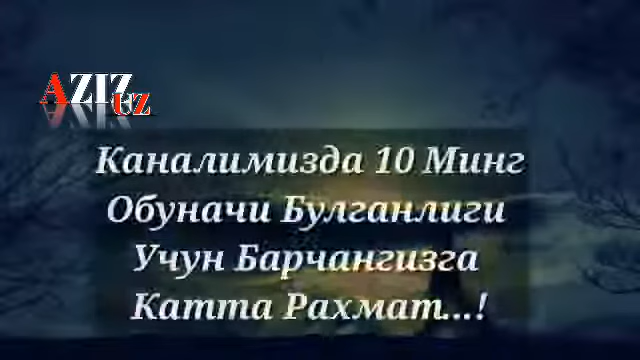 AZIZ
UZ
Каналимизда 10 Минг
Обуначи Булганлиги
Учун Барчангизга
Катта Рахмат...!